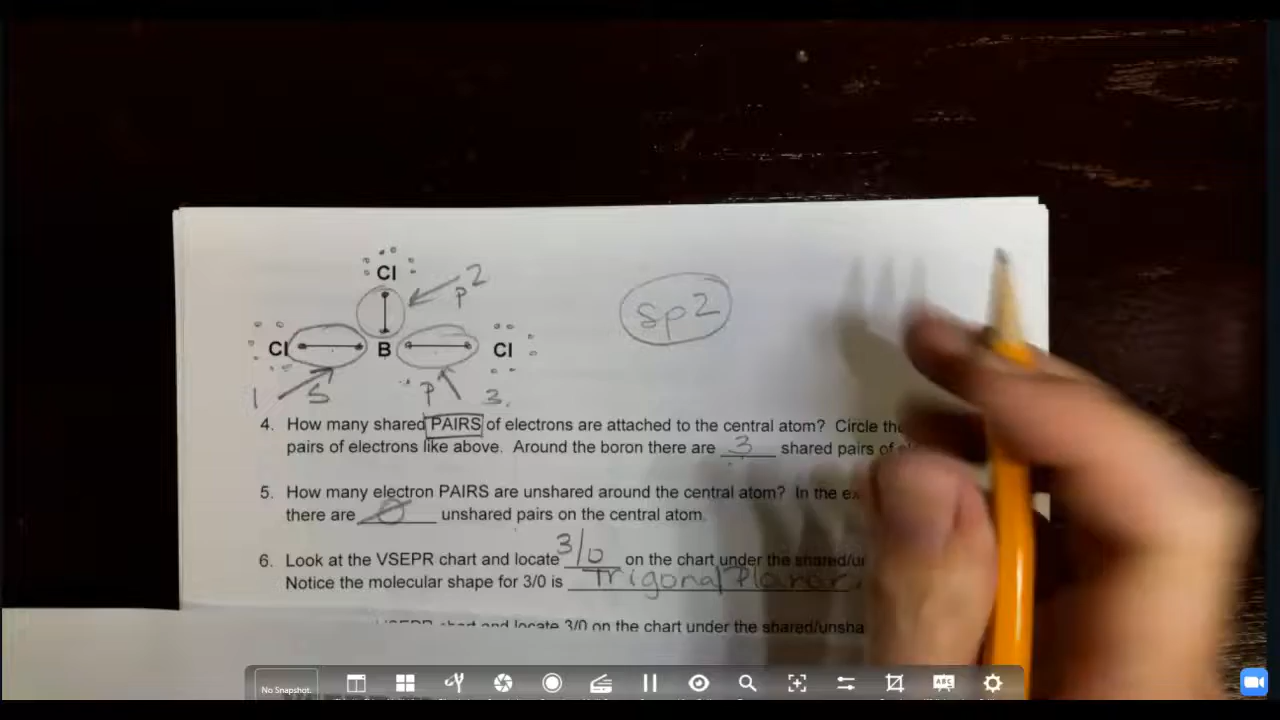 Cl
2
p
sp2
Cl B Cl
1 S p 3.
4. How many shared PAIRS of electrons are attached to the central atom? Circle the
pairs of electrons like above. Around the boron there are 3 shared pairs of
5. How many electron PAIRS are unshared around the central atom? In the
there are 0 unshared pairs on the central atom.
6. Look at the VSEPR chart and locate 3/0 on the chart under the shared/
Notice the molecular shape for 3/0 is Trigonal Planar.
VSEPR chart and locate 3/0 on the chart under the shared/unsha
No Snapshot.
ABC